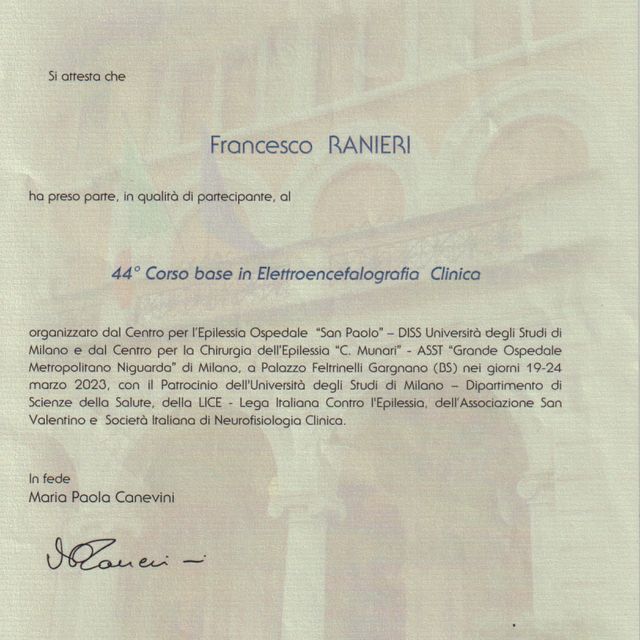 Si attesta che
Francesco RANIERI
ha preso parte, in qualità di partecipante, al
44° Corso base in Elettroencefalografia Clinica
organizzato dal Centro per l'Epilessia Ospedale "San Paolo" – DISS Università degli Studi di
Milano e dal Centro per la Chirurgia dell'Epilessia "C. Munari" - ASST "Grande Ospedale
Metropolitano Niguarda" di Milano, a Palazzo Feltrinelli Gargnano (BS) nei giorni 19-24
marzo 2023, con il Patrocinio dell'Università degli Studi di Milano – Dipartimento di
Scienze della Salute, della LICE - Lega Italiana Contro l'Epilessia, dell'Associazione San
Valentino e Società Italiana di Neurofisiologia Clinica.
In fede
Maria Paola Canevini